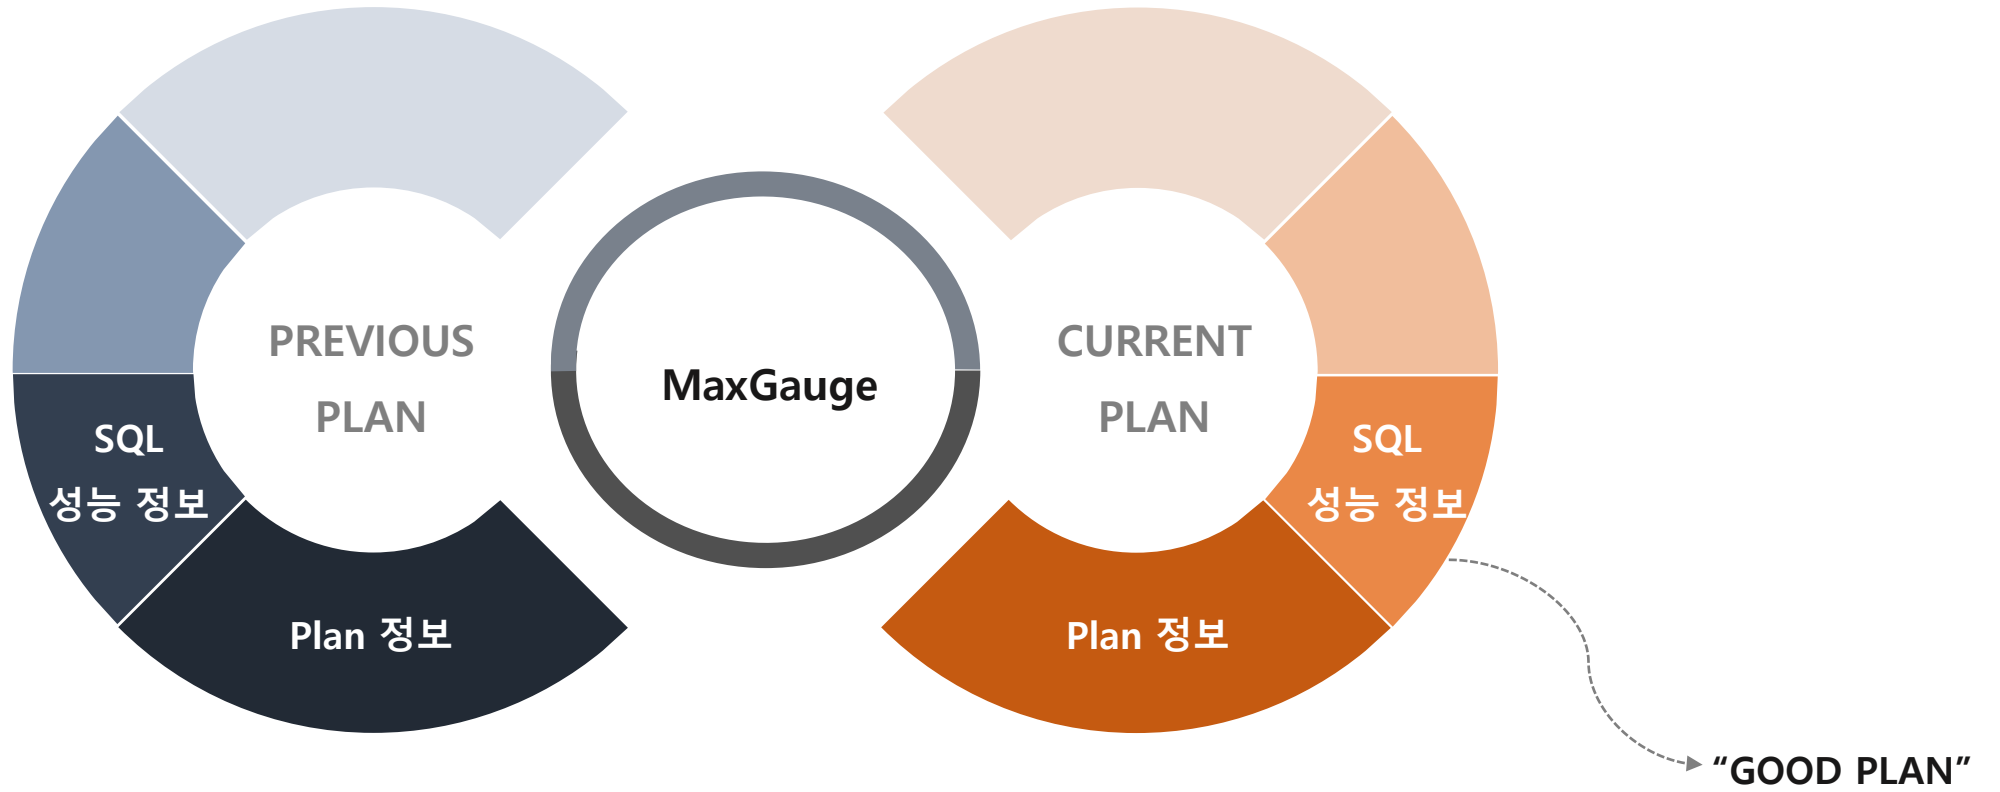 PREVIOUS
PLAN
SQL
성능 정보
Plan 정보
MaxGauge
CURRENT
PLAN
SQL
성능 정보
Plan 정보
“GOOD PLAN”